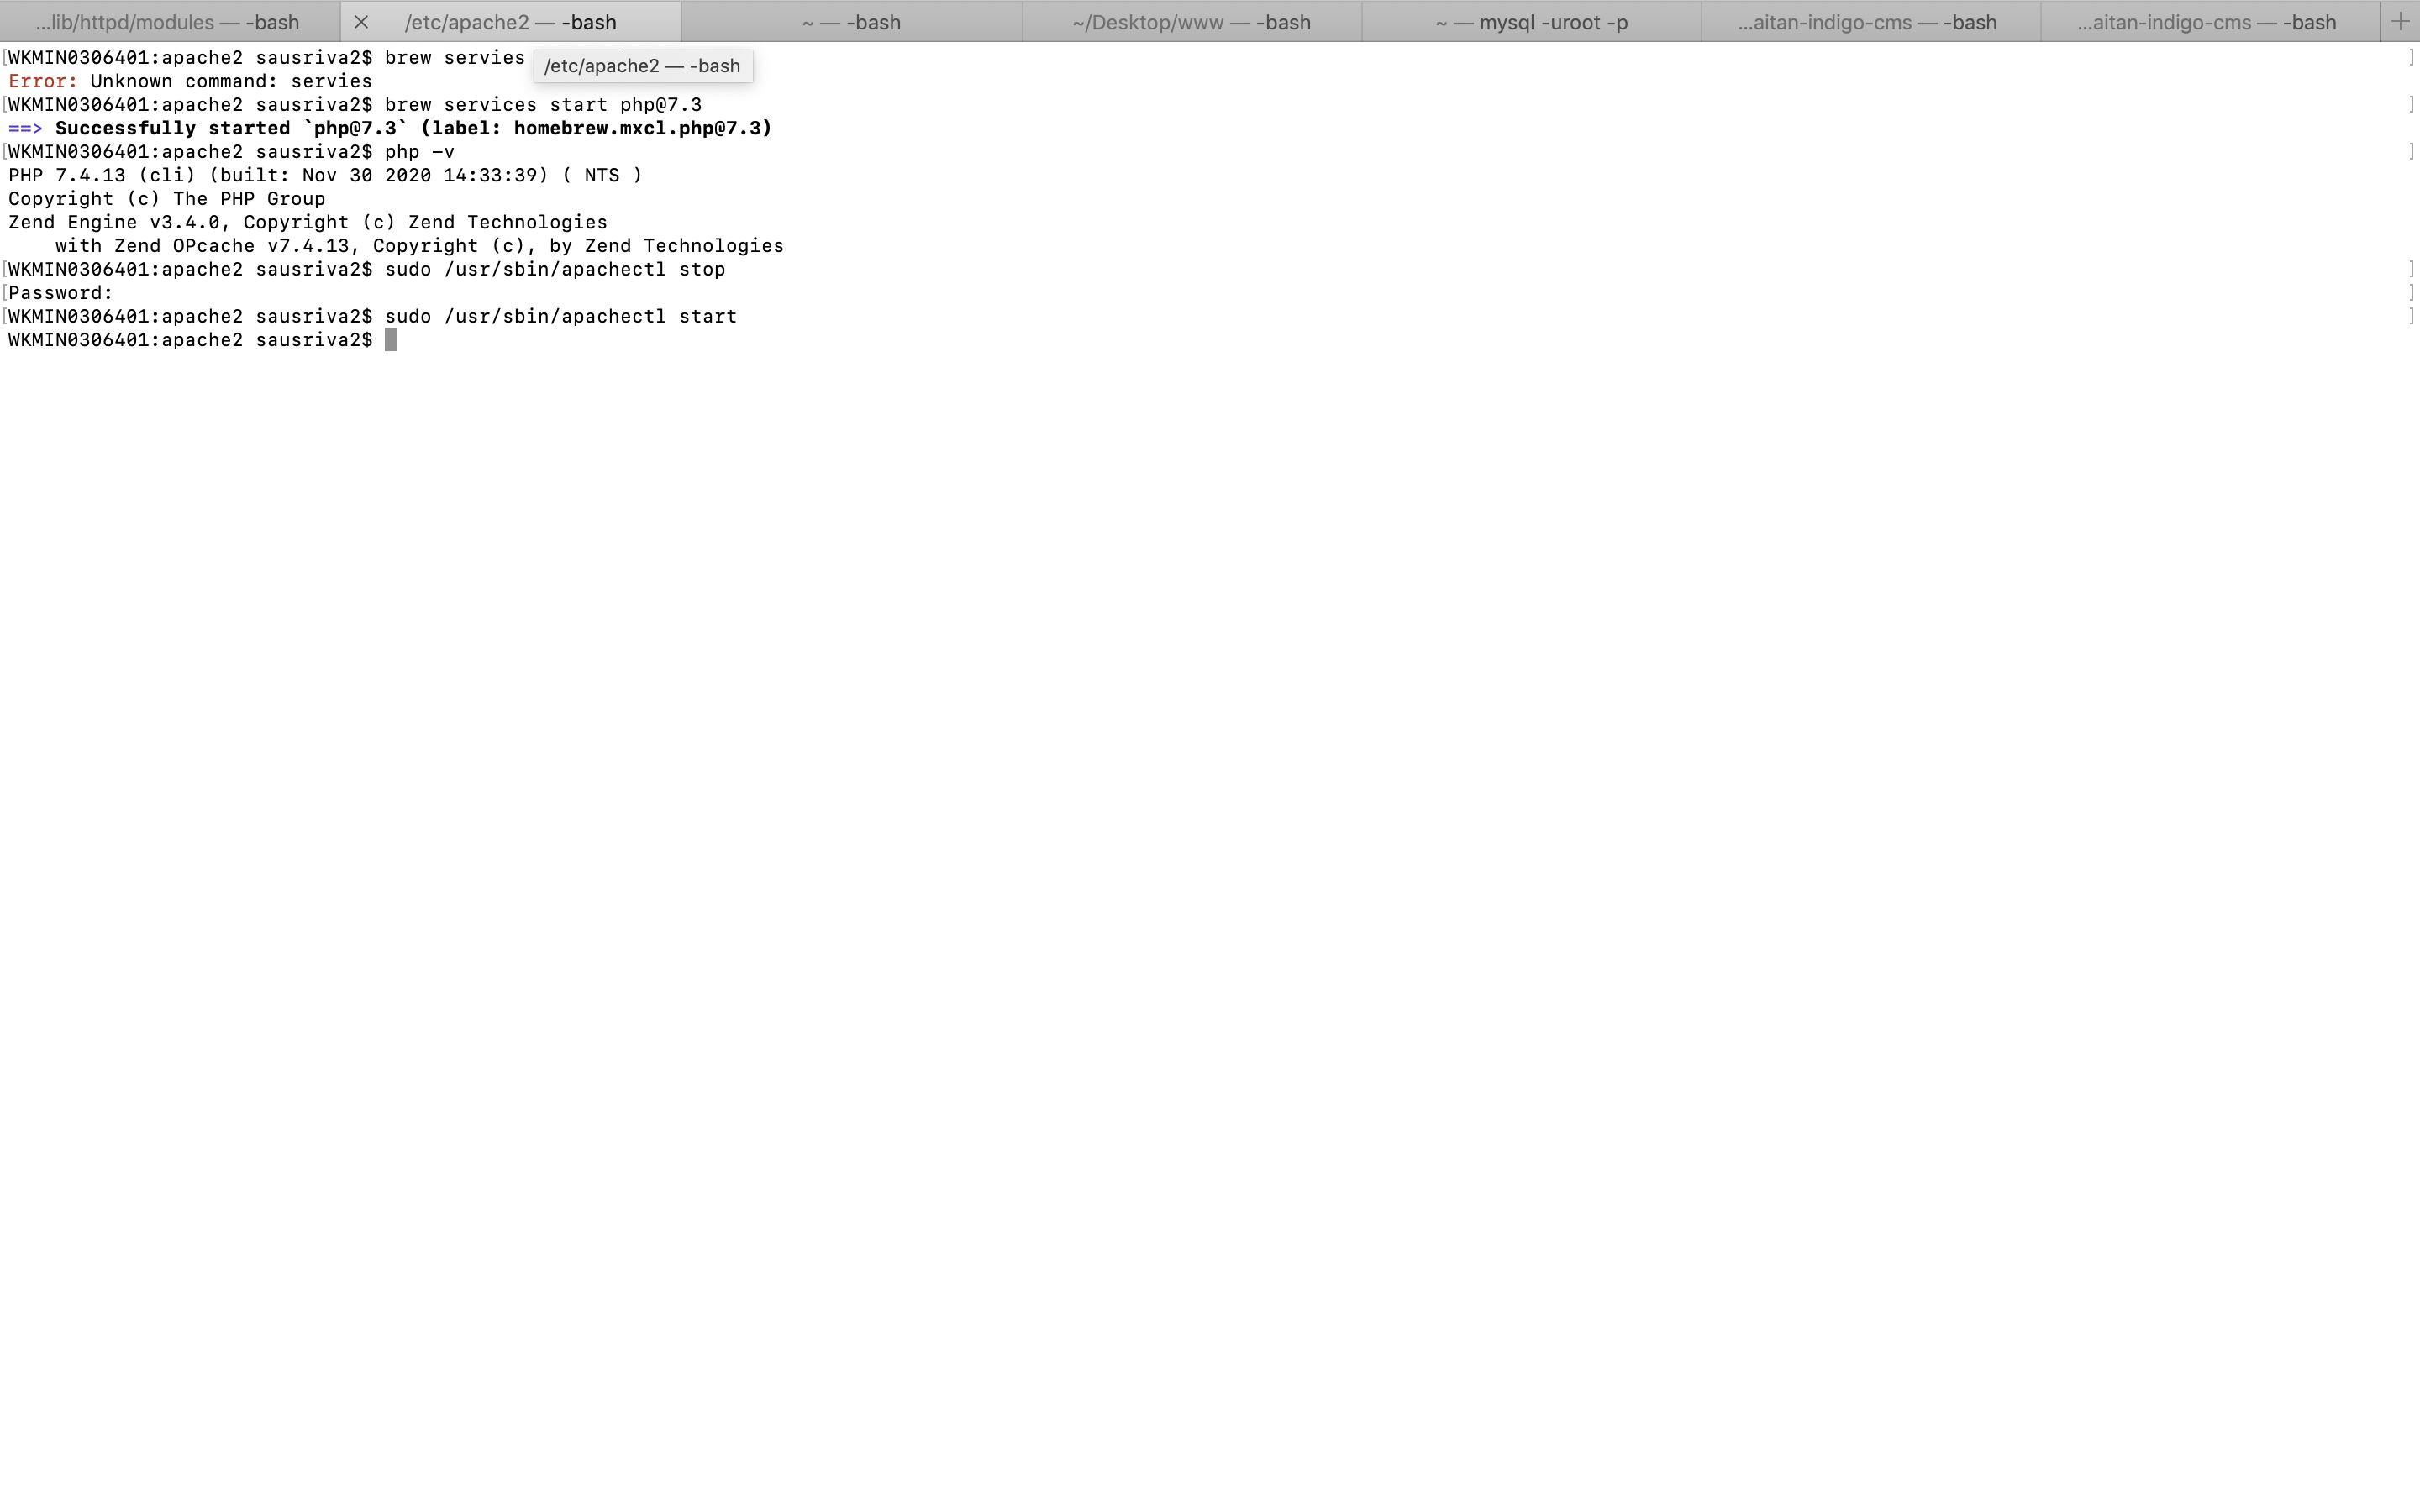 ...lib/httpd/modules — -bash
/etc/apache2 — -bash
~ — -bash
~/Desktop/www — -bash
~ — mysql -uroot -p
...aitan-indigo-cms — -bash
...aitan-indigo-cms — -bash
[WKMIN0306401:apache2 sausriva2$ brew servies ]
/etc/apache2 — -bash
Error: Unknown command: servies
[WKMIN0306401:apache2 sausriva2$ brew services start php@7.3 ]
==> Successfully started `php@7.3` (label: homebrew.mxcl.php@7.3)
[WKMIN0306401:apache2 sausriva2$ php -v ]
PHP 7.4.13 (cli) (built: Nov 30 2020 14:33:39) ( NTS )
Copyright (c) The PHP Group
Zend Engine v3.4.0, Copyright (c) Zend Technologies
    with Zend OPcache v7.4.13, Copyright (c), by Zend Technologies
[WKMIN0306401:apache2 sausriva2$ sudo /usr/sbin/apachectl stop ]
[Password: ]
[WKMIN0306401:apache2 sausriva2$ sudo /usr/sbin/apachectl start ]
WKMIN0306401:apache2 sausriva2$